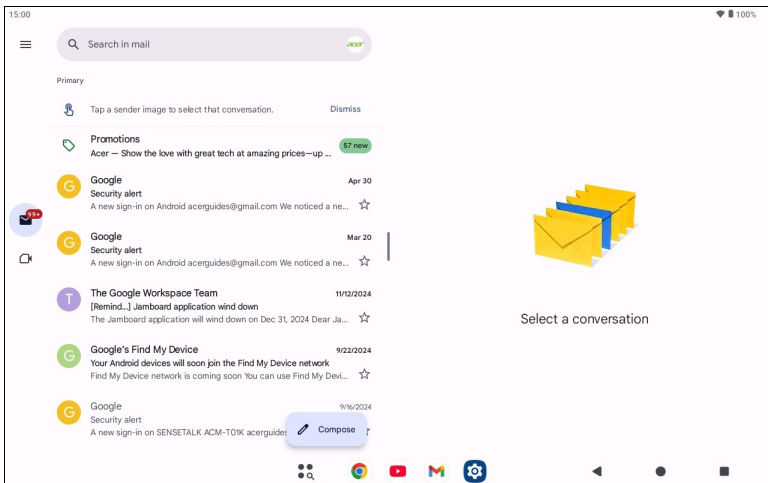 15:00
100%
Search in mail
acer
Primary
Tap a sender image to select that conversation.
Dismiss
Promotions
Acer — Show the love with great tech at amazing prices—up ...
57 new
G
Google
Apr 30
Security alert
A new sign-in on Android acerguides@gmail.com We noticed a ne...
99+
G
Google
Mar 20
Security alert
A new sign-in on Android acerguides@gmail.com We noticed a ne...
T
The Google Workspace Team
11/12/2024
[Remind...] Jamboard application wind down
The Jamboard application will wind down on Dec 31, 2024 Dear Ja...
Select a conversation
G
Google's Find My Device
9/22/2024
Your Android devices will soon join the Find My Device network
Find My Device network is coming soon You can use Find My Devi...
G
Google
9/16/2024
Security alert
A new sign-in on SENSETALK ACM-T01K acerguides
Compose